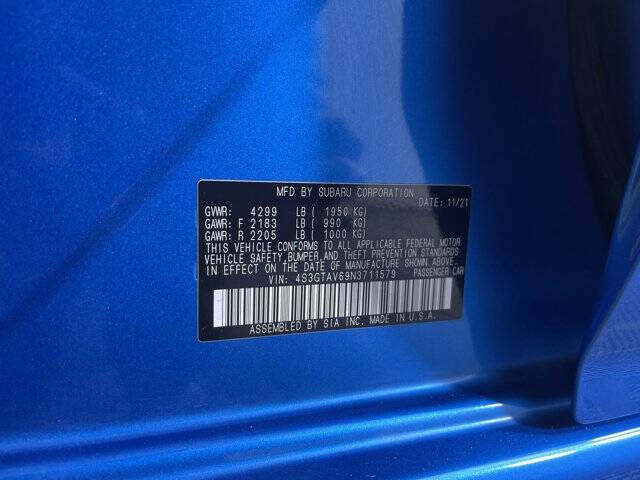 MFD BY SUBARU CORPORATION
DATE: 11/21
GVWR: 4299 LB ( 1950 KG)
GAWR: F 2183 LB ( 990 KG)
GAWR: R 2205 LB ( 1000 KG)
THIS VEHICLE CONFORMS TO ALL APPLICABLE FEDERAL MOTOR
VEHICLE SAFETY, BUMPER, AND THEFT PREVENTION STANDARDS
IN EFFECT ON THE DATE OF MANUFACTURE SHOWN ABOVE.
VIN: 4S3GTAV69N3711579 PASSENGER CAR
ASSEMBLED BY SIA INC. MADE IN U.S.A.